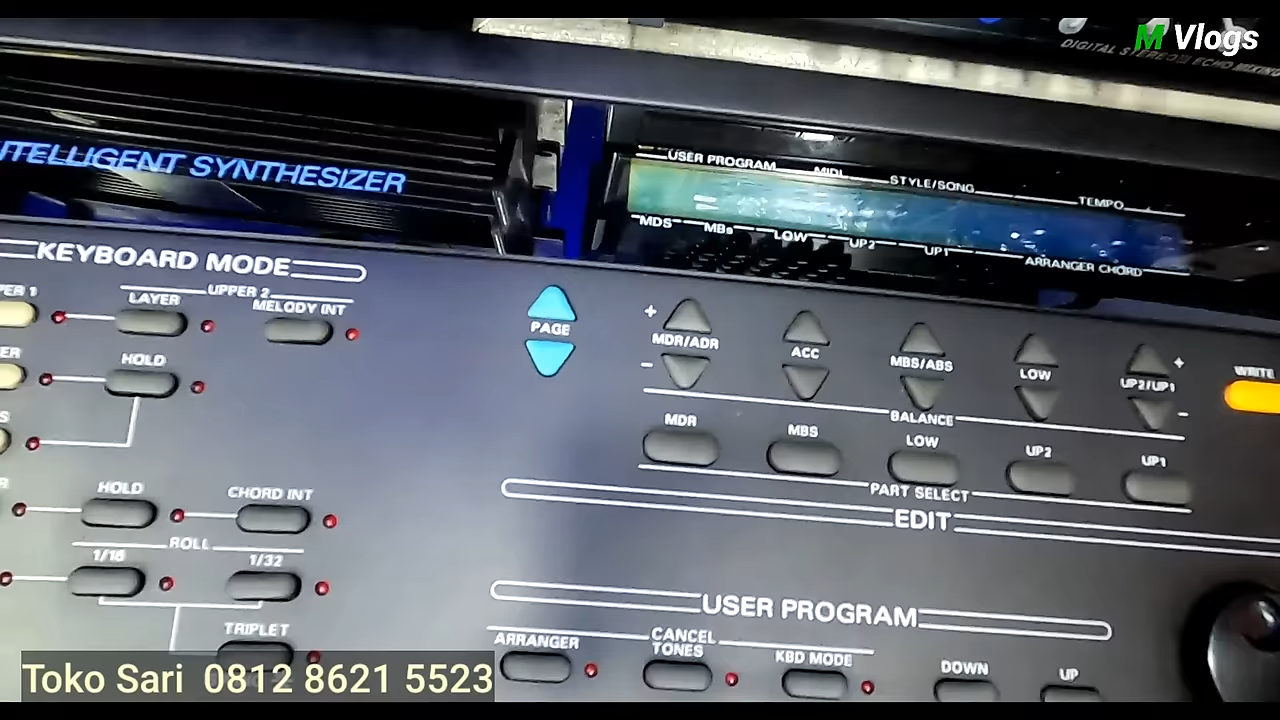 M Vlogs
DIGITAL STEREO ECHO MIXING
NTELLIGENT SYNTHESIZER
USER PROGRAM MIDI STYLE/SONG TEMPO
MDS MBs LOW UP2 UP1 ARRANGER CHORD
KEYBOARD MODE
PER 1 UPPER 2
LAYER MELODY INT
ER HOLD
S
R HOLD CHORD INT
ROLL
1/16 1/32
TRIPLET
PAGE
+ MDR/ADR ACC MBS/ABS LOW UP2/UP1 +
- -
WRITE
BALANCE
MDR MBS LOW UP2 UP1
PART SELECT
EDIT
USER PROGRAM
ARRANGER CANCEL TONES KBD MODE DOWN UP
Toko Sari 0812 8621 5523